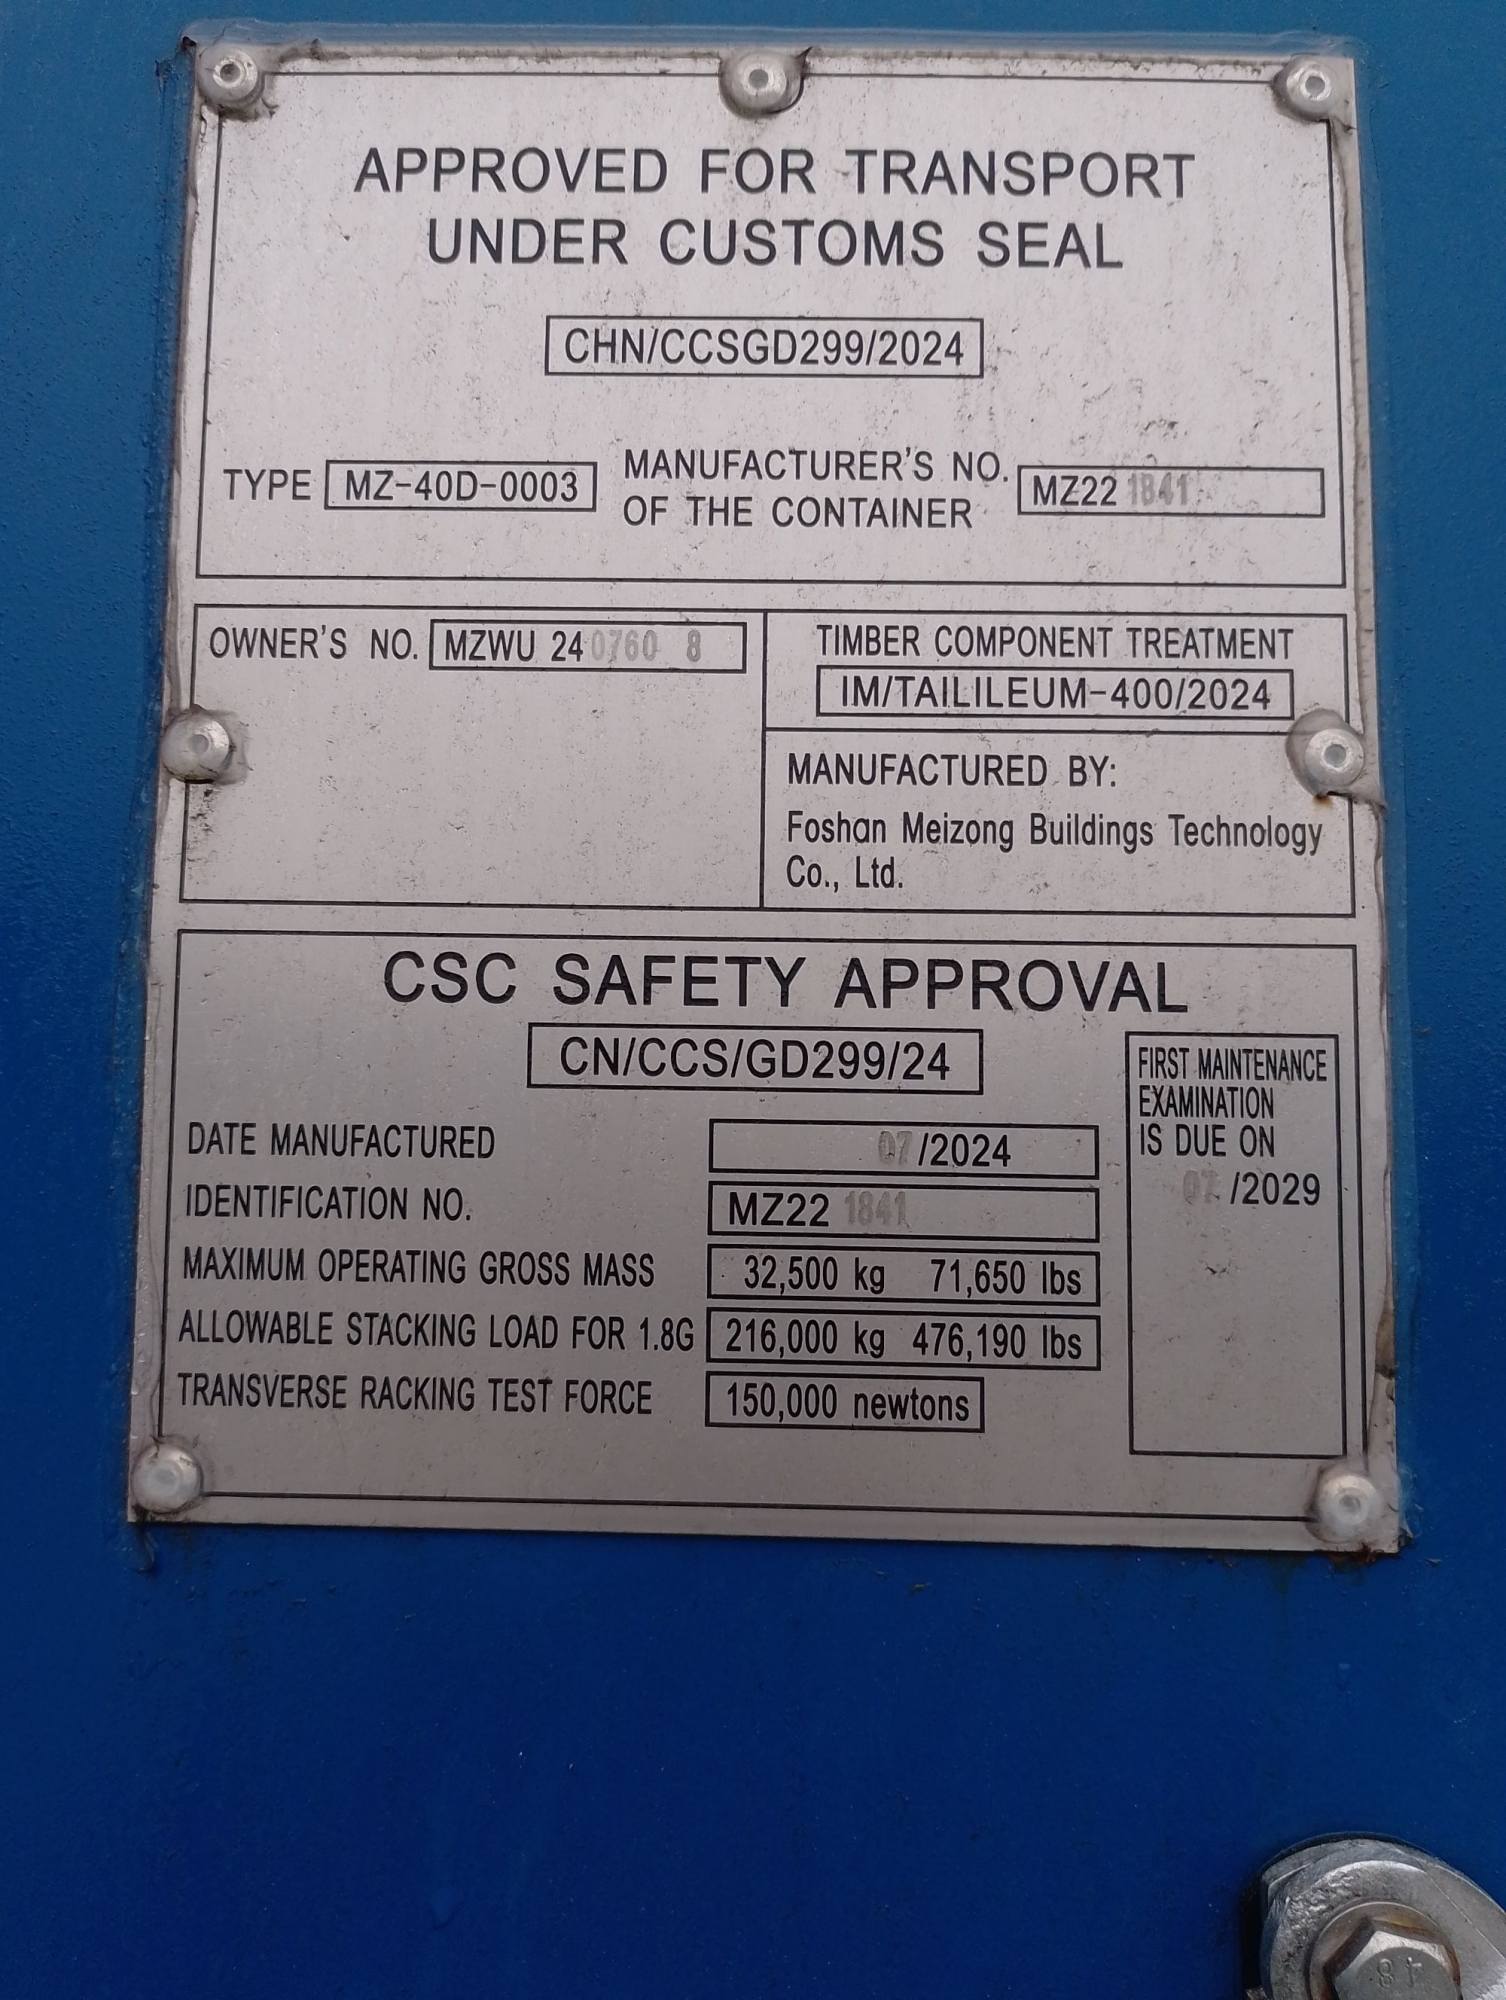 APPROVED FOR TRANSPORT
UNDER CUSTOMS SEAL
CHN/CCSGD299/2024
TYPE MZ-40D-0003 MANUFACTURER'S NO. OF THE CONTAINER MZ22 1841
OWNER'S NO. MZWU 240760 8
TIMBER COMPONENT TREATMENT
IM/TAILILEUM-400/2024
MANUFACTURED BY:
Foshan Meizong Buildings Technology
Co., Ltd.
CSC SAFETY APPROVAL
CN/CCS/GD299/24
DATE MANUFACTURED 07/2024
IDENTIFICATION NO. MZ22 1841
MAXIMUM OPERATING GROSS MASS 32,500 kg 71,650 lbs
ALLOWABLE STACKING LOAD FOR 1.8G 216,000 kg 476,190 lbs
TRANSVERSE RACKING TEST FORCE 150,000 newtons
FIRST MAINTENANCE
EXAMINATION
IS DUE ON
07/2029